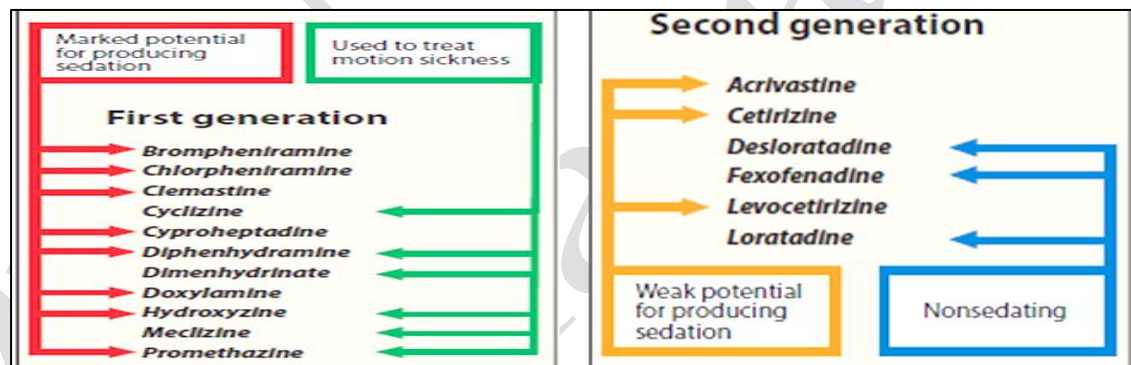 Marked potential
for producing
sedation
Used to treat
motion sickness
First generation
Brompheniramine
Chlorpheniramine
Clemastine
Cyclizine
Cyproheptadine
Diphenhydramine
Dimenhydrinate
Doxylamine
Hydroxyzine
Meclizine
Promethazine
Second generation
Acrivastine
Cetirizine
Desloratadine
Fexofenadine
Levocetirizine
Loratadine
Weak potential
for producing
sedation
Nonsedating